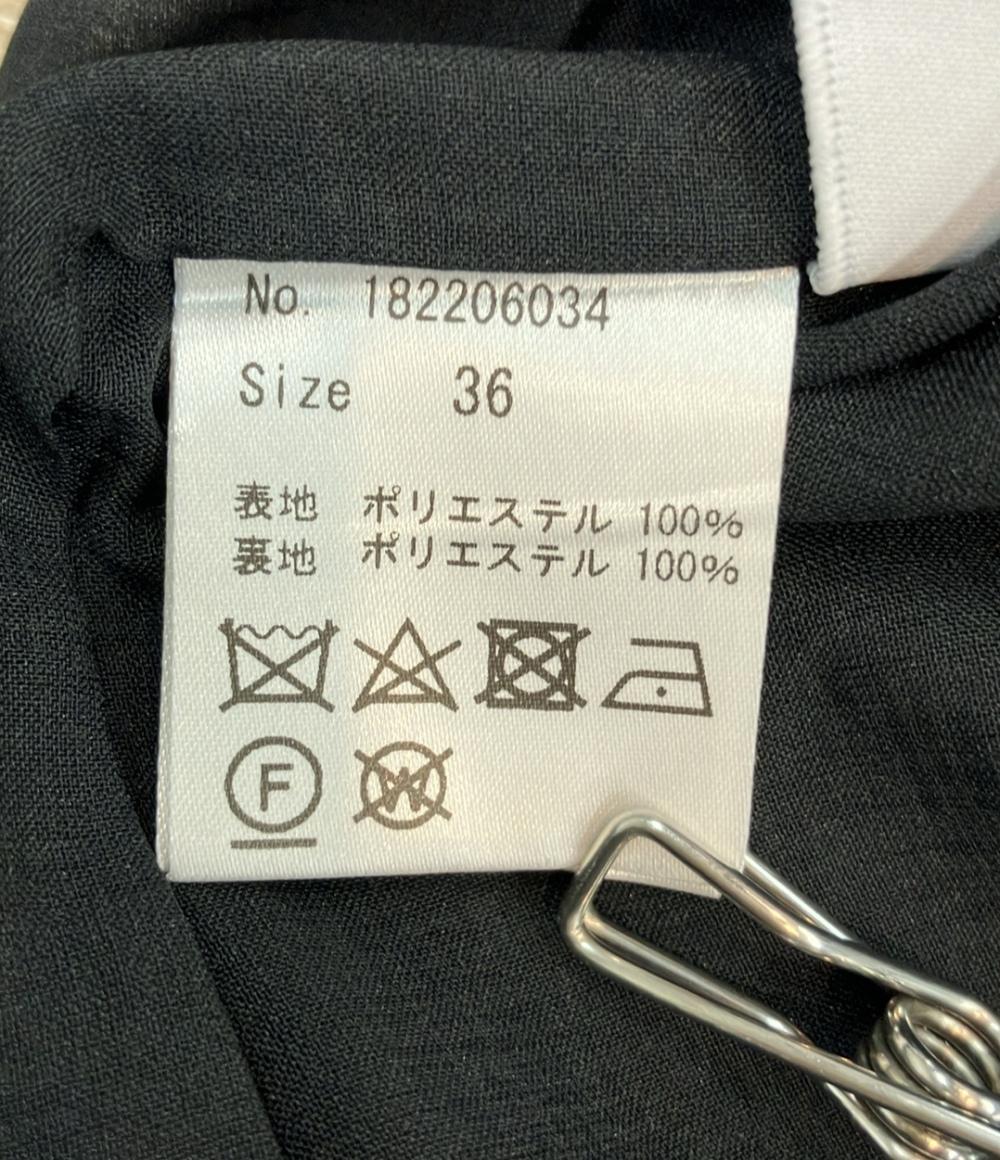 No. 182206034
Size 36
表地 ポリエステル 100%
裏地 ポリエステル 100%
F W